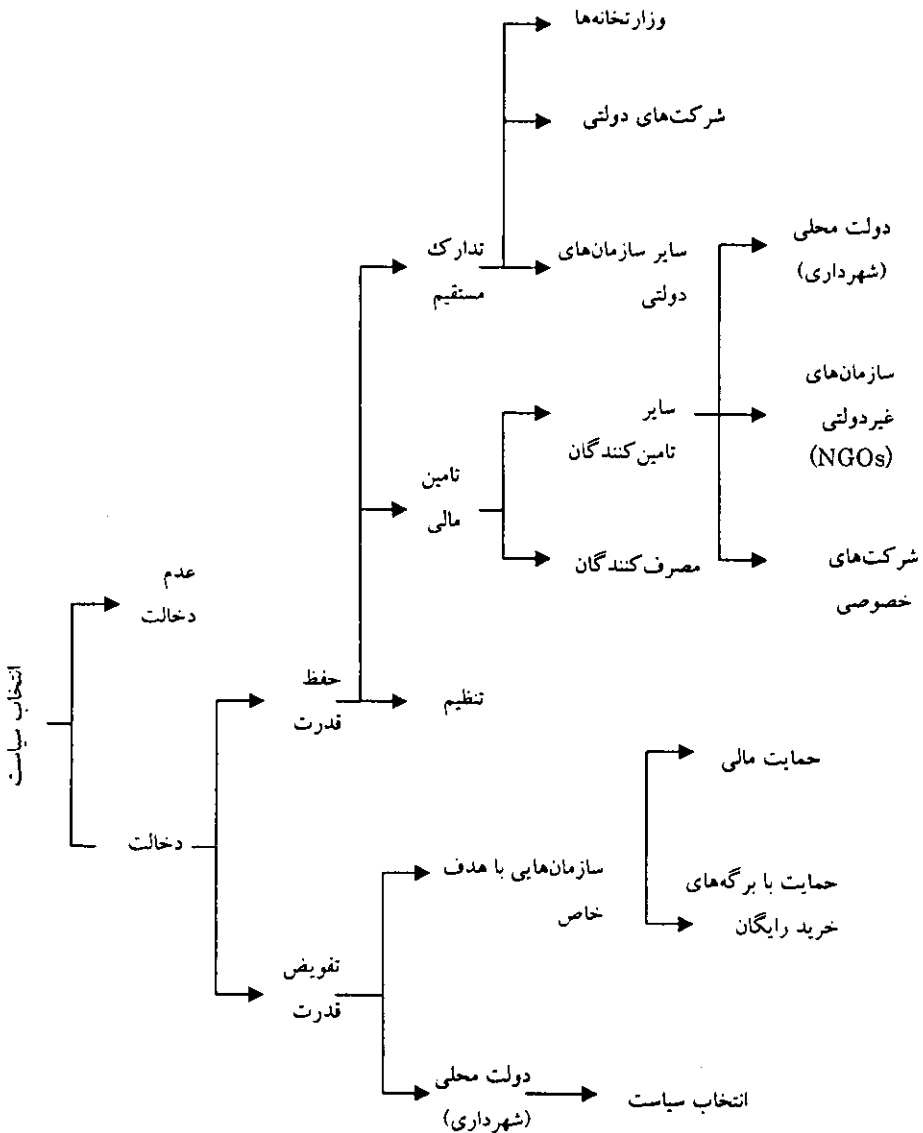 وزارتخانه‌ها
شرکت‌های دولتی
تدارک
مستقیم
سایر سازمان‌های
دولتی
دولت محلی
(شهرداری)
سایر
تامین‌کنندگان
سازمان‌های
غیردولتی
(NGOs)
تامین
مالی
مصرف‌کنندگان
شرکت‌های
خصوصی
عدم
دخالت
انتخاب سیاست
حفظ
قدرت
تنظیم
حمایت مالی
دخالت
سازمان‌هایی با هدف
خاص
حمایت با برگه‌های
خرید رایگان
تفویض
قدرت
دولت محلی
(شهرداری)
انتخاب سیاست